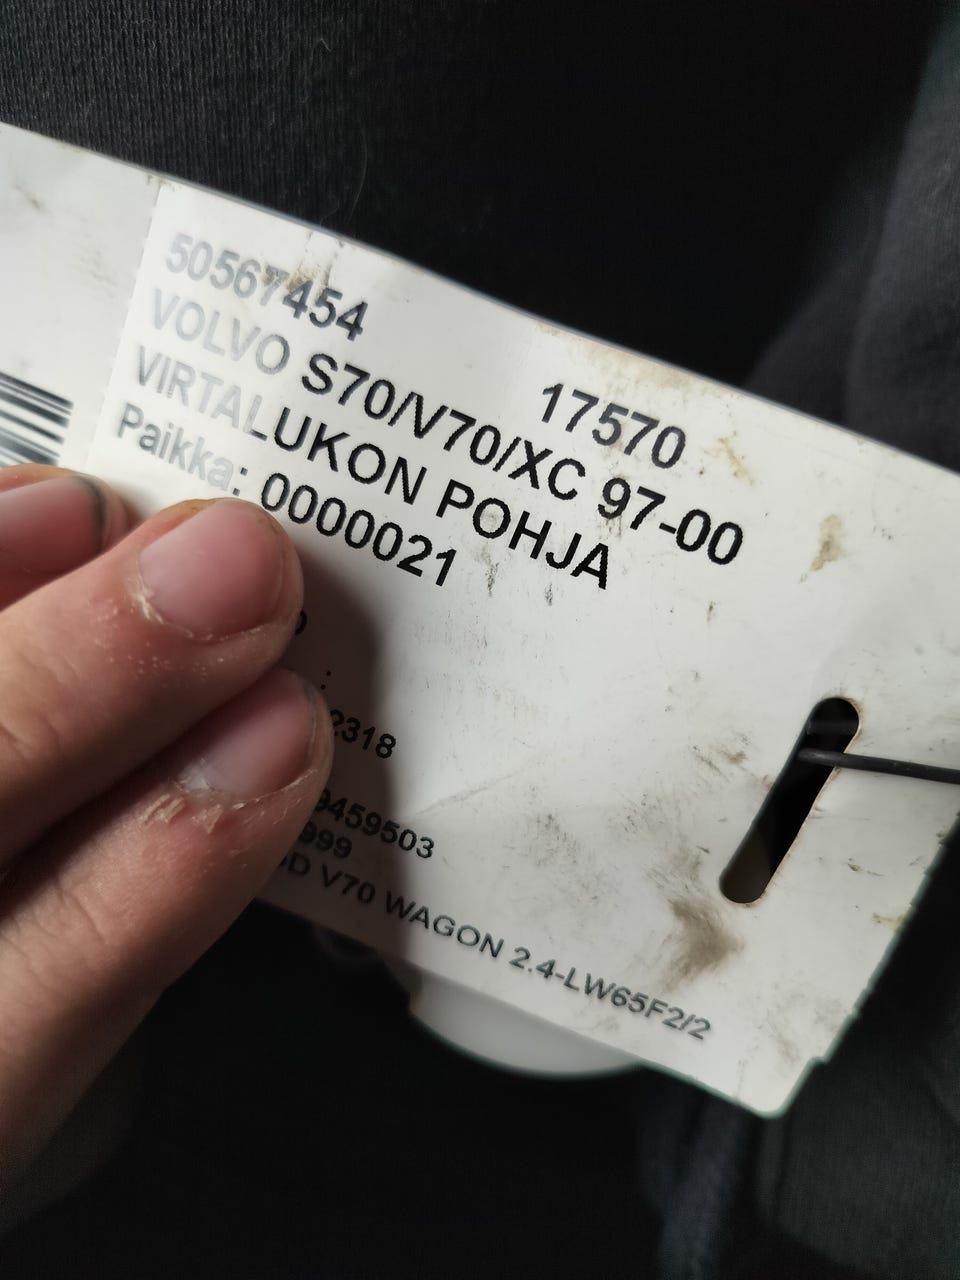 50567454
17570
VOLVO S70/V70/XC 97-00
VIRTALUKON POHJA
Paikka: 0000021
:
2318
9459503
999
V70 WAGON 2.4-LW65F2/2